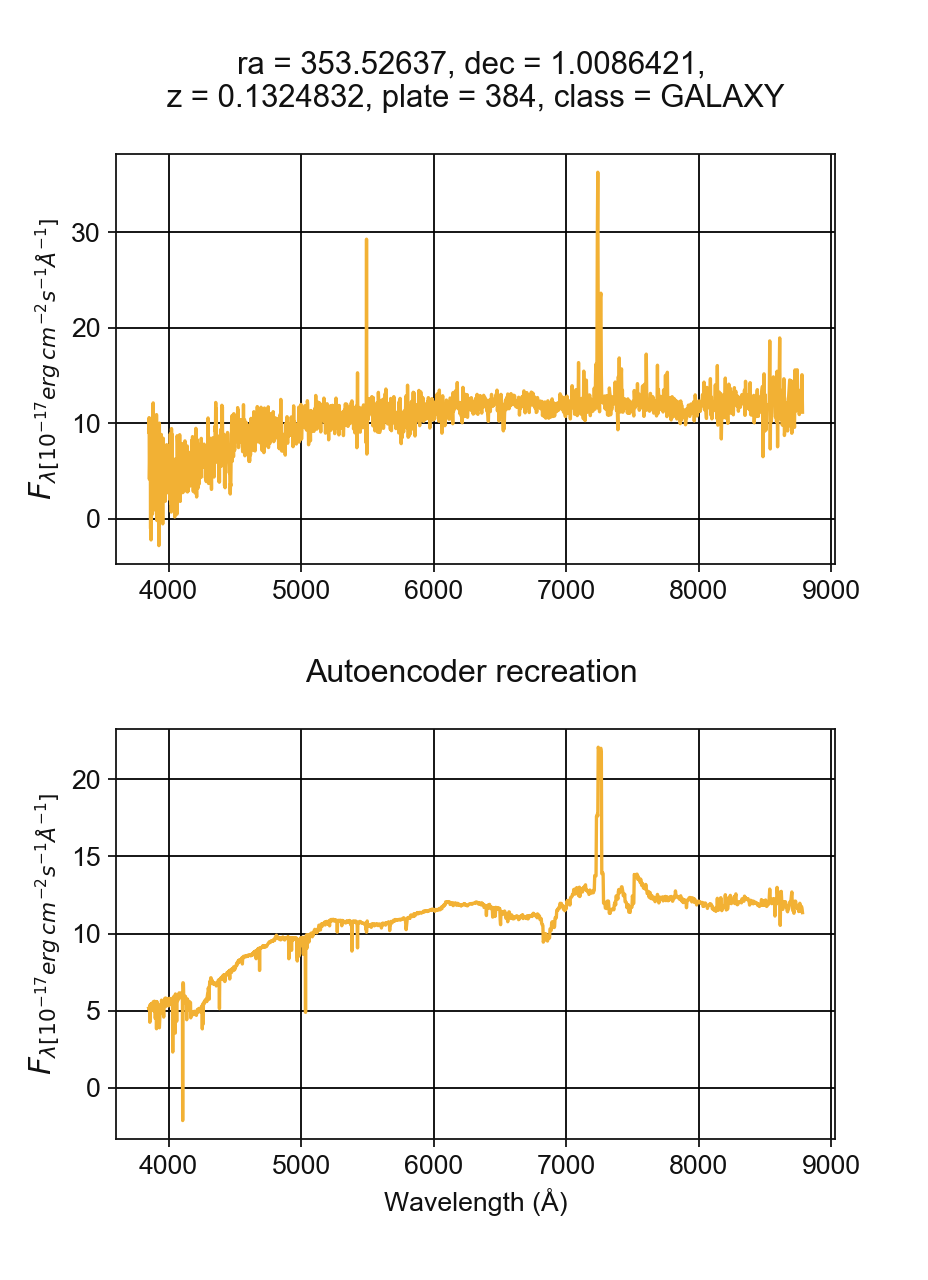 ra = 353.52637, dec = 1.0086421,
z = 0.1324832, plate = 384, class = GALAXY
F_λ[10^{-17} erg cm^{-2} s^{-1} Å^{-1}]
30
20
10
0
4000 5000 6000 7000 8000 9000
Autoencoder recreation
F_λ[10^{-17} erg cm^{-2} s^{-1} Å^{-1}]
20
15
10
5
0
4000 5000 6000 7000 8000 9000
Wavelength (Å)